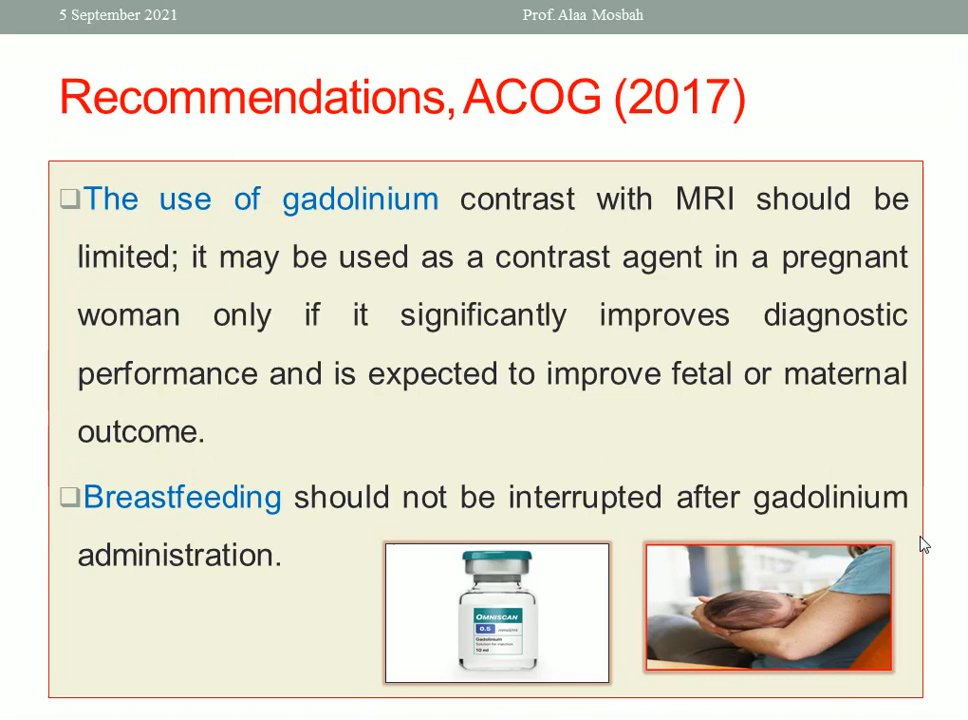 5 September 2021
Prof. Alaa Mosbah
Recommendations, ACOG (2017)
The use of gadolinium contrast with MRI should be
limited; it may be used as a contrast agent in a pregnant
woman only if it significantly improves diagnostic
performance and is expected to improve fetal or maternal
outcome.
Breastfeeding should not be interrupted after gadolinium
administration.
OMNISCAN
0.5
Gadolinium
Solution for injection
10 ml